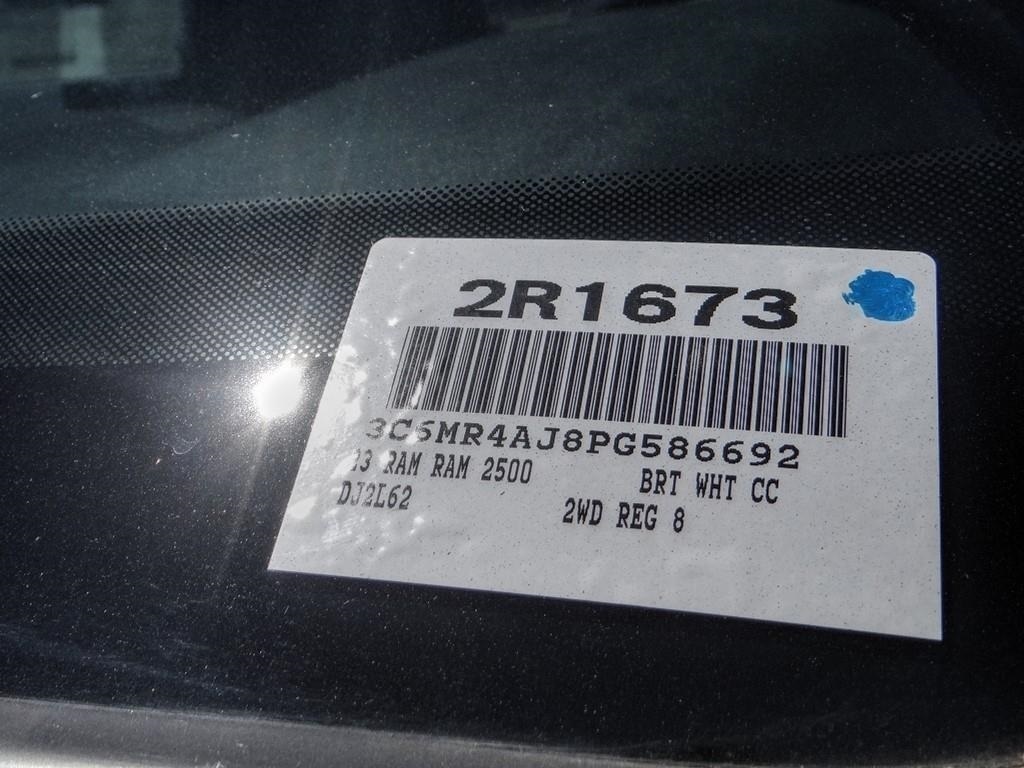 2R1673
3C6MR4AJ8PG586692
23 RAM RAM 2500 BRT WHT CC
DJ2L62 2WD REG 8